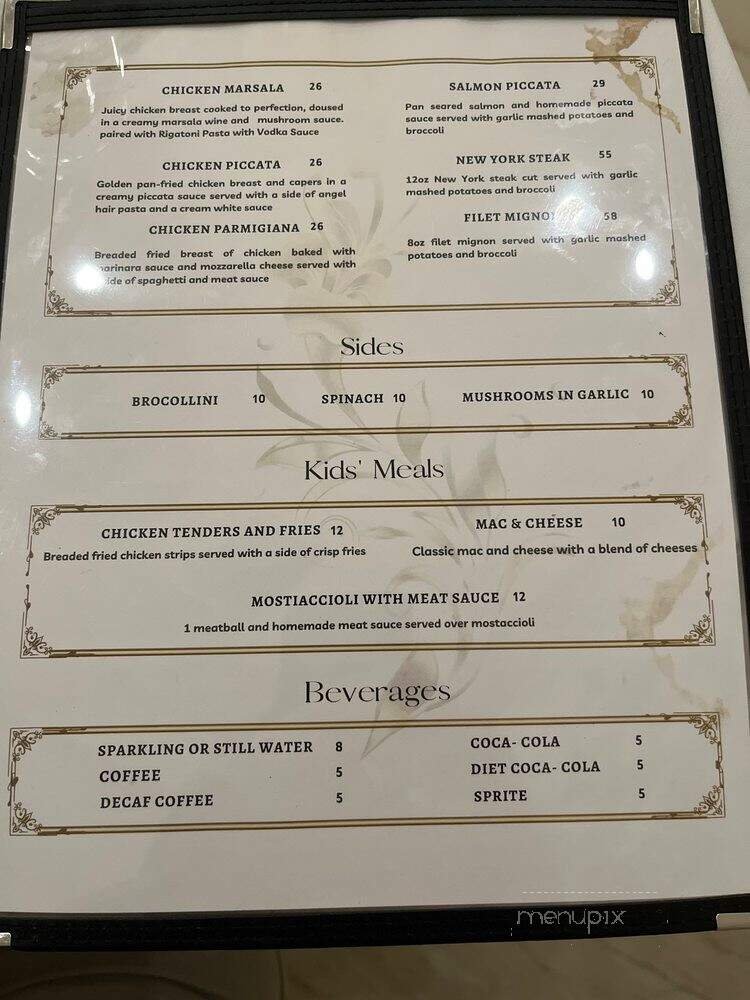 CHICKEN MARSALA 26
Juicy chicken breast cooked to perfection, doused
in a creamy marsala wine and mushroom sauce.
paired with Rigatoni Pasta with Vodka Sauce
CHICKEN PICCATA 26
Golden pan-fried chicken breast and capers in a
creamy piccata sauce served with a side of angel
hair pasta and a cream white sauce
CHICKEN PARMIGIANA 26
Breaded fried breast of chicken baked with
marinara sauce and mozzarella cheese served with
side of spaghetti and meat sauce
SALMON PICCATA 29
Pan seared salmon and homemade piccata
sauce served with garlic mashed potatoes and
broccoli
NEW YORK STEAK 55
12oz New York steak cut served with garlic
mashed potatoes and broccoli
FILET MIGNON 58
8oz filet mignon served with garlic mashed
potatoes and broccoli
Sides
BROCOLLINI 10 SPINACH 10 MUSHROOMS IN GARLIC 10
Kids' Meals
CHICKEN TENDERS AND FRIES 12
Breaded fried chicken strips served with a side of crisp fries
MAC & CHEESE 10
Classic mac and cheese with a blend of cheeses
MOSTIACCIOLI WITH MEAT SAUCE 12
1 meatball and homemade meat sauce served over mostaccioli
Beverages
SPARKLING OR STILL WATER 8
COFFEE 5
DECAF COFFEE 5
COCA- COLA 5
DIET COCA- COLA 5
SPRITE 5
menupix